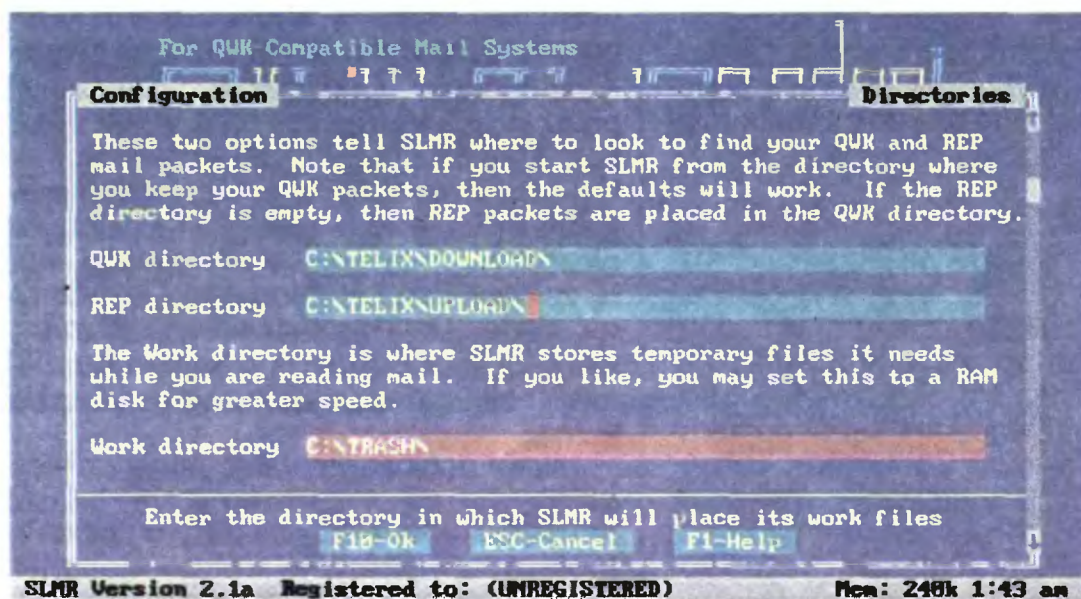 For QWK Compatible Mail Systems
Configuration
Directories
These two options tell SLMR where to look to find your QWK and REP
mail packets. Note that if you start SLMR from the directory where
you keep your QWK packets, then the defaults will work. If the REP
directory is empty, then REP packets are placed in the QWK directory.
QWK directory C:\TELIX\DOWNLOAD\
REP directory C:\TELIX\UPLOAD\
The Work directory is where SLMR stores temporary files it needs
while you are reading mail. If you like, you may set this to a RAM
disk for greater speed.
Work directory C:\TRASH\
Enter the directory in which SLMR will place its work files
F10-Ok ESC-Cancel F1-Help
SLMR Version 2.1a Registered to: (UNREGISTERED) Mem: 240k 1:43 am